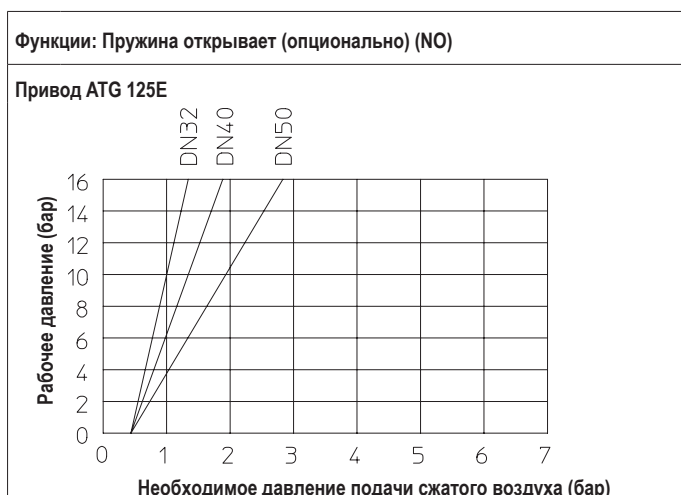 Функции: Пружина открывает (опционально) (NO)
Привод ATG 125E
DN32
DN40
DN50
16
14
12
10
8
6
4
2
0
Рабочее давление (бар)
0 1 2 3 4 5 6 7
Необходимое давление подачи сжатого воздуха (бар)